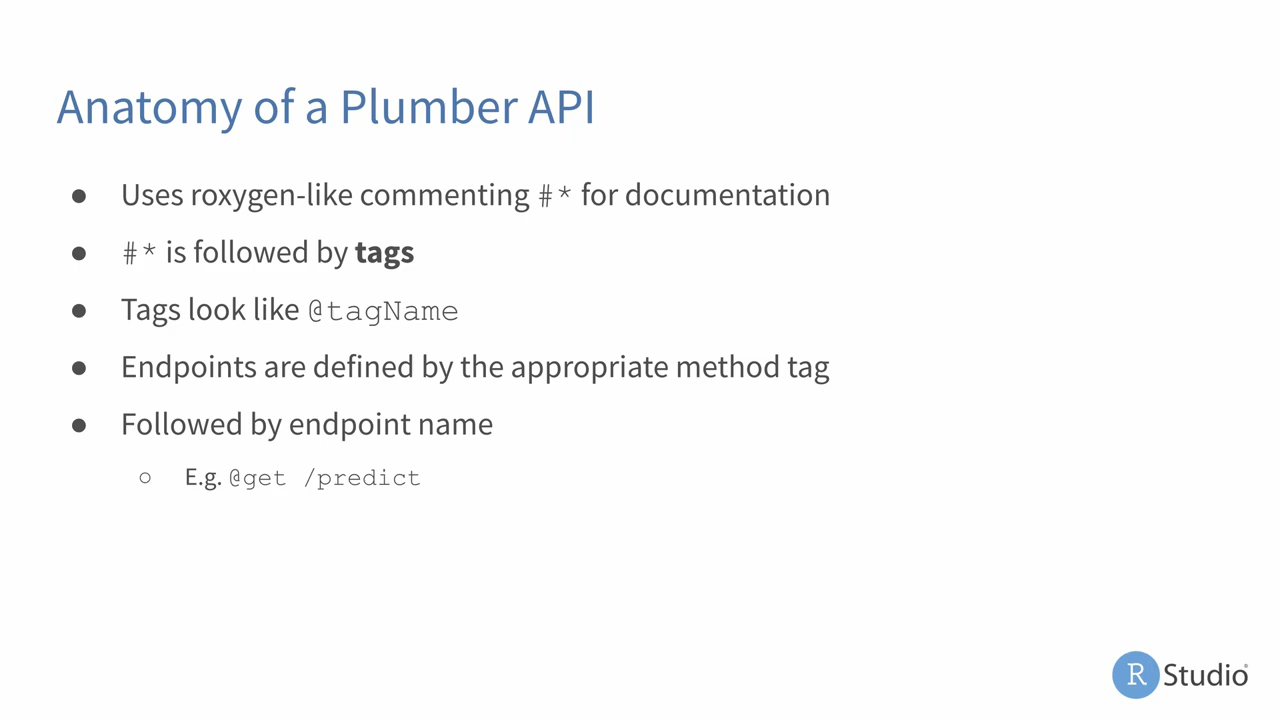 Anatomy of a Plumber API
● Uses roxygen-like commenting #* for documentation
● #* is followed by tags
● Tags look like @tagName
● Endpoints are defined by the appropriate method tag
● Followed by endpoint name
○ E.g. @get /predict
R Studio®